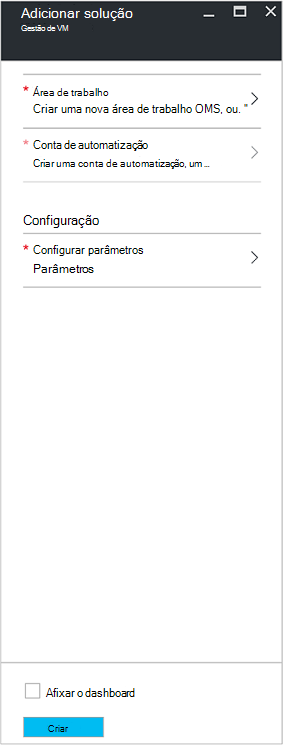 Adicionar solução
Gestão de VM
* Área de trabalho
Criar uma nova área de trabalho OMS, ou. "
* Conta de automatização
Criar uma conta de automatização, um ...
Configuração
* Configurar parâmetros
Parâmetros
Afixar o dashboard
Criar